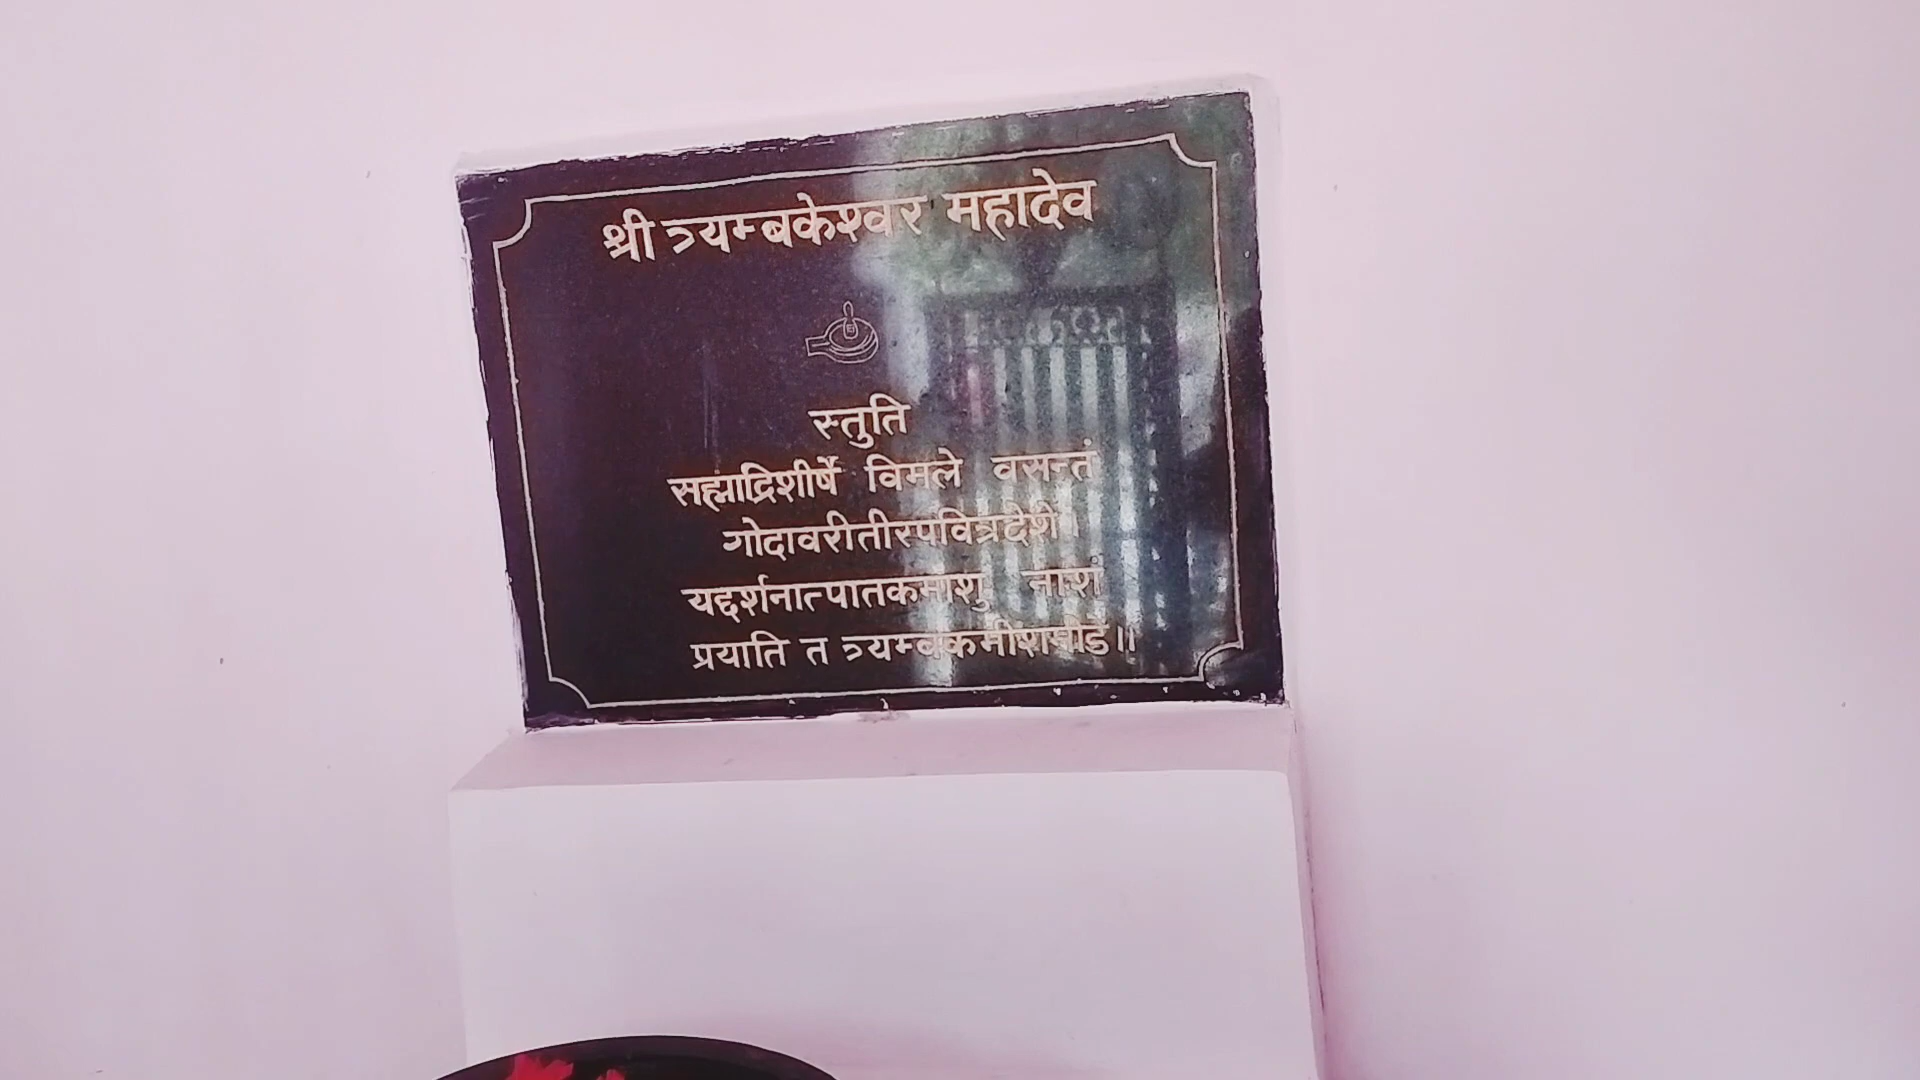 श्री त्र्यम्बकेश्वर महादेव
स्तुति
सह्माद्रिशीर्षे विमले वसन्तं
गोदावरीतीरपवित्रदेशे
यद्दर्शनात्पातकमाशु नाशं
प्रयाति त त्र्यम्बकमीशमीडे॥